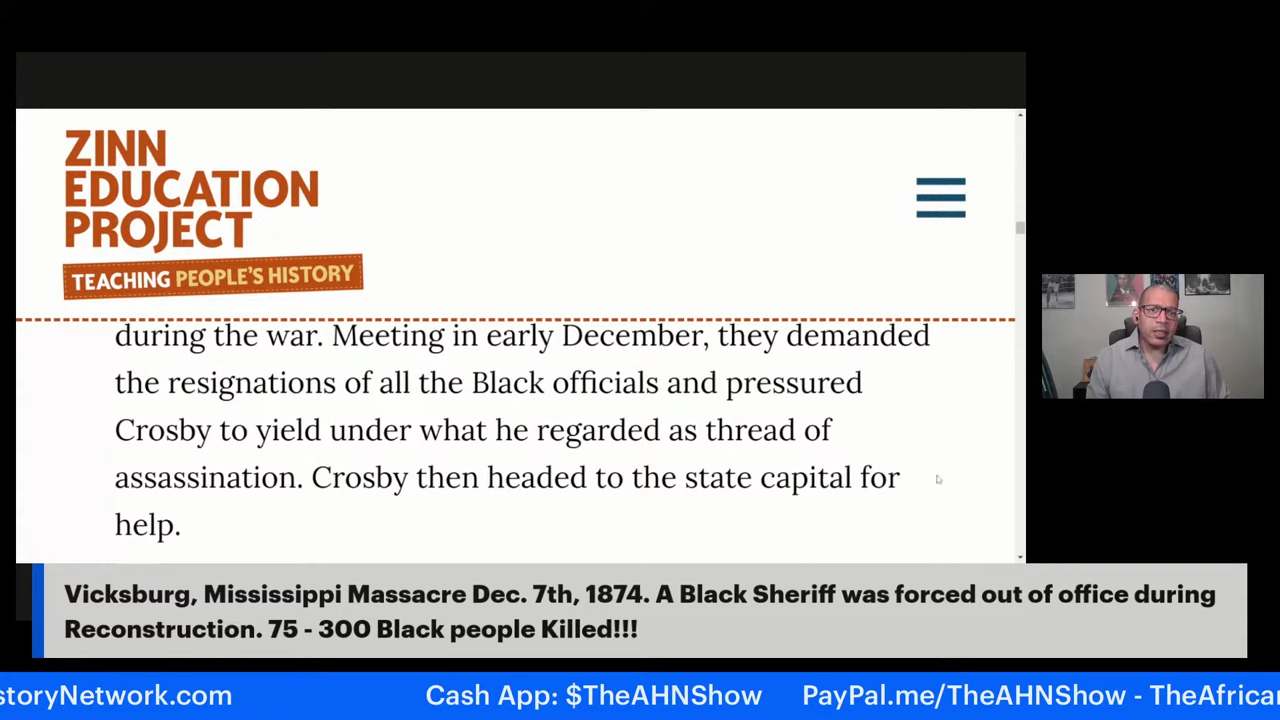 ZINN
EDUCATION
PROJECT
TEACHING PEOPLE'S HISTORY
during the war. Meeting in early December, they demanded
the resignations of all the Black officials and pressured
Crosby to yield under what he regarded as thread of
assassination. Crosby then headed to the state capital for
help.
Vicksburg, Mississippi Massacre Dec. 7th, 1874. A Black Sheriff was forced out of office during
Reconstruction. 75 - 300 Black people Killed!!!
storyNetwork.com Cash App: $TheAHNShow PayPal.me/TheAHNShow - TheAfrica